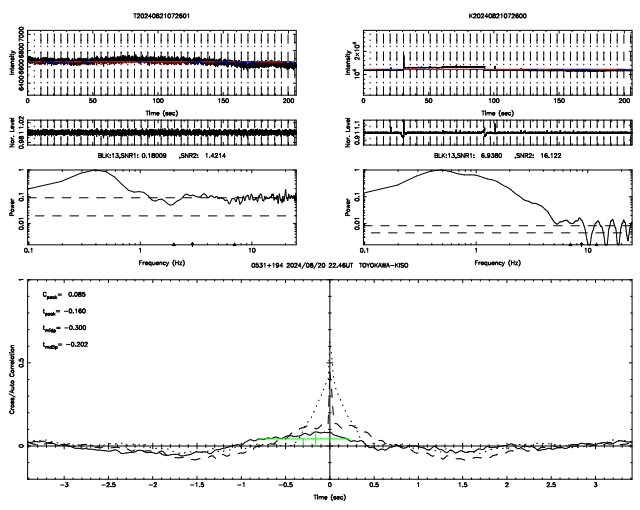 T20240821072601
K20240821072600
Intensity
6400 6600 6800 7000
0 50 100 150 200
Time (sec)
Intensity
10⁴ 2×10⁴
0 50 100 150 200
Time (sec)
Nor. Level
0.98 1 1.02
Nor. Level
0.9 1 1.1
BLK:13,SNR1: 0.18009 ,SNR2: 1.4214
BLK:13,SNR1: 6.9380 ,SNR2: 16.122
Power
1
0.1
0.01
0.1 1 10
Frequency (Hz)
Power
1
0.1
0.01
0.1 1 10
Frequency (Hz)
0531+194 2024/08/20 22.46UT TOYOKAWA-KISO
Cross/Auto Correlation
1
0.5
0
C_peak= 0.085
t_peak= -0.160
t_midp= -0.300
-3 -2.5 -2 -1.5 -1 -0.5 0 0.5 1 1.5 2 2.5 3
Time (sec)